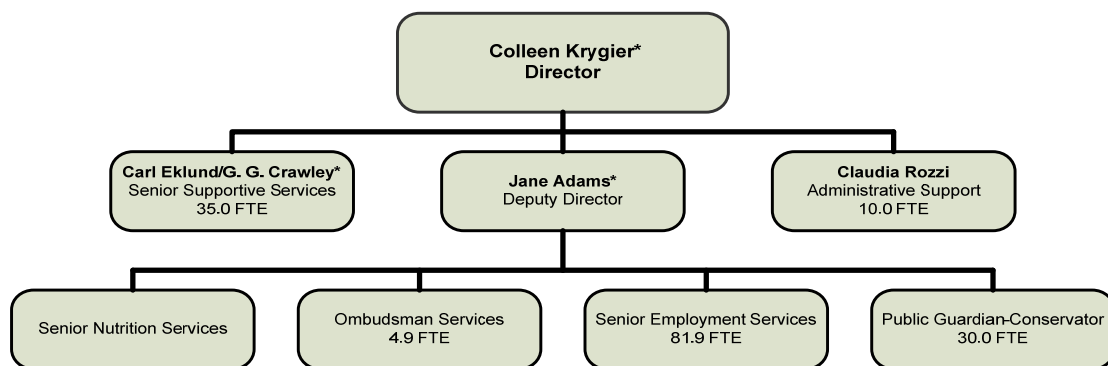 Colleen Krygier*
Director
Carl Eklund/G. G. Crawley*
Senior Supportive Services
35.0 FTE
Jane Adams*
Deputy Director
Claudia Rozzi
Administrative Support
10.0 FTE
Senior Nutrition Services
Ombudsman Services
4.9 FTE
Senior Employment Services
81.9 FTE
Public Guardian-Conservator
30.0 FTE